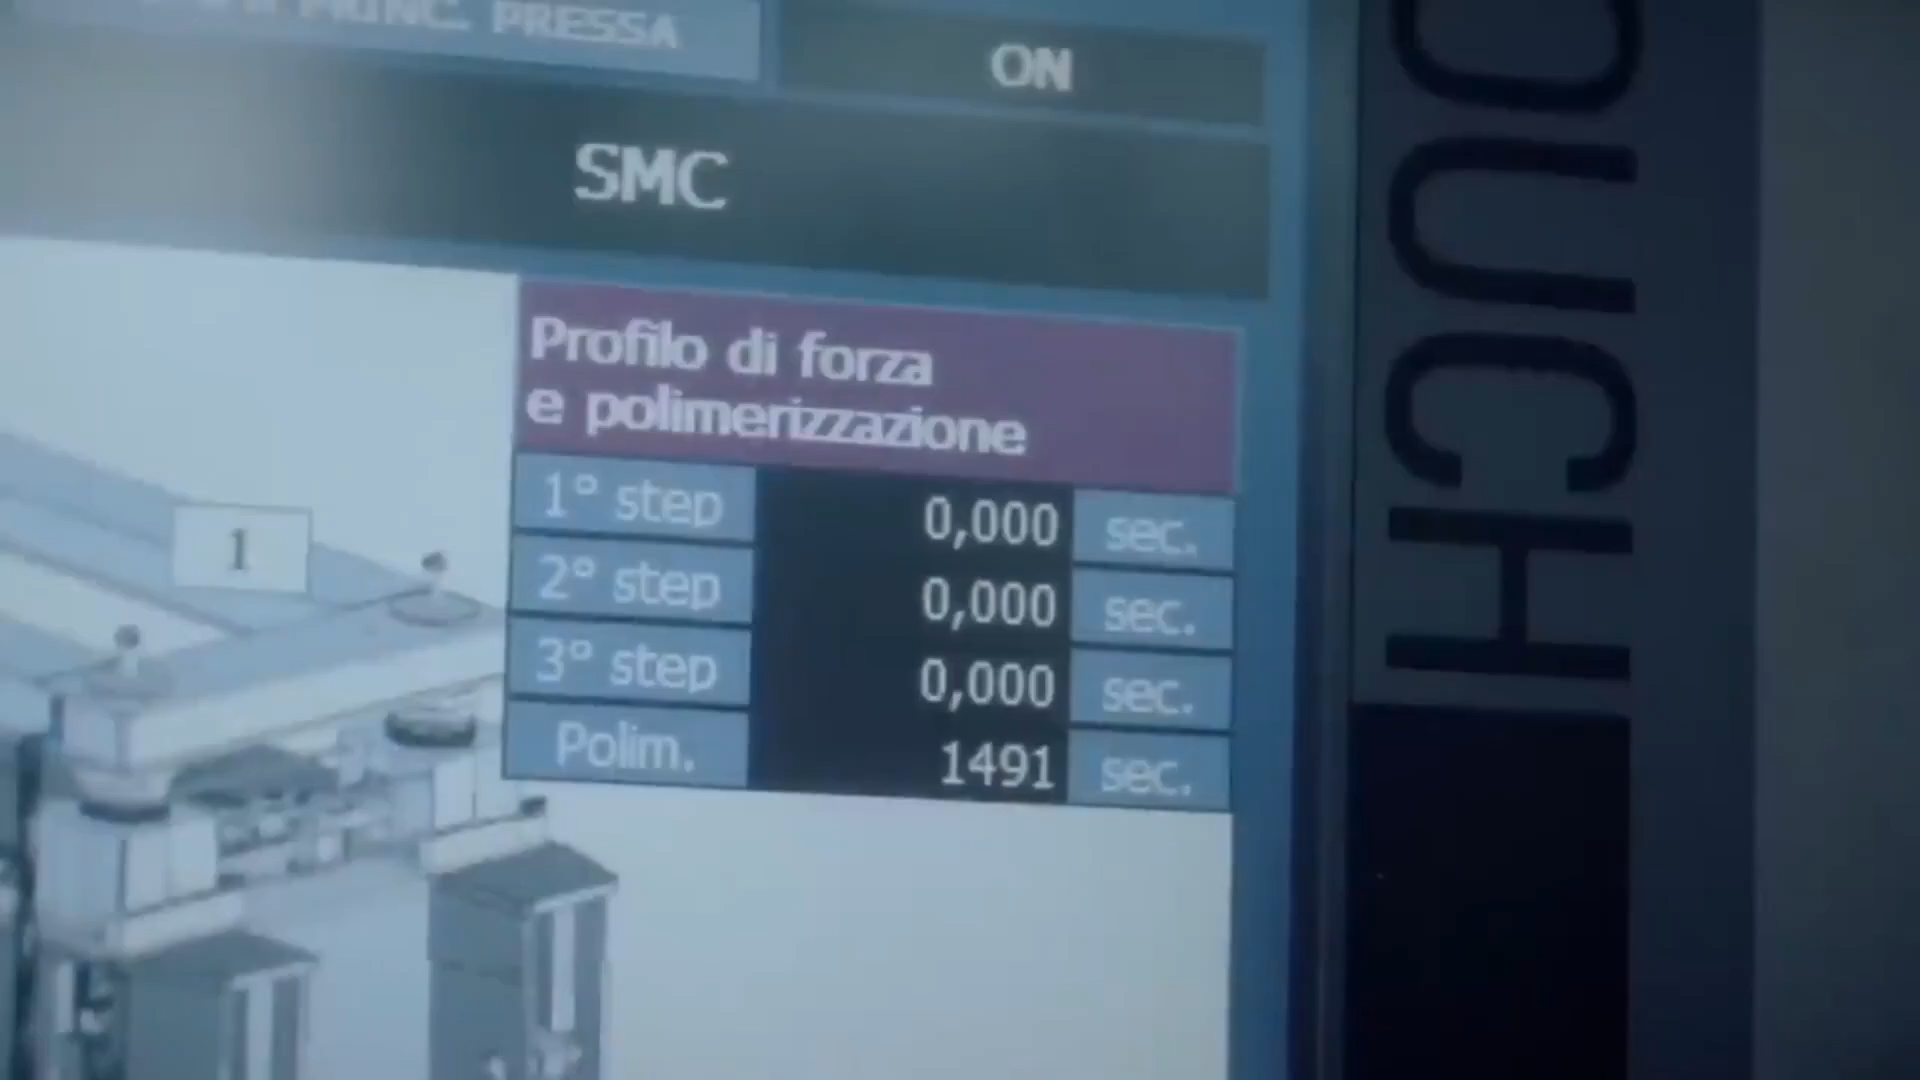 PRINC. PRESSA
ON
SMC
Profilo di forza
e polimerizzazione
1° step 0,000 sec.
2° step 0,000 sec.
3° step 0,000 sec.
Polim. 1491 sec.
1
OUCH